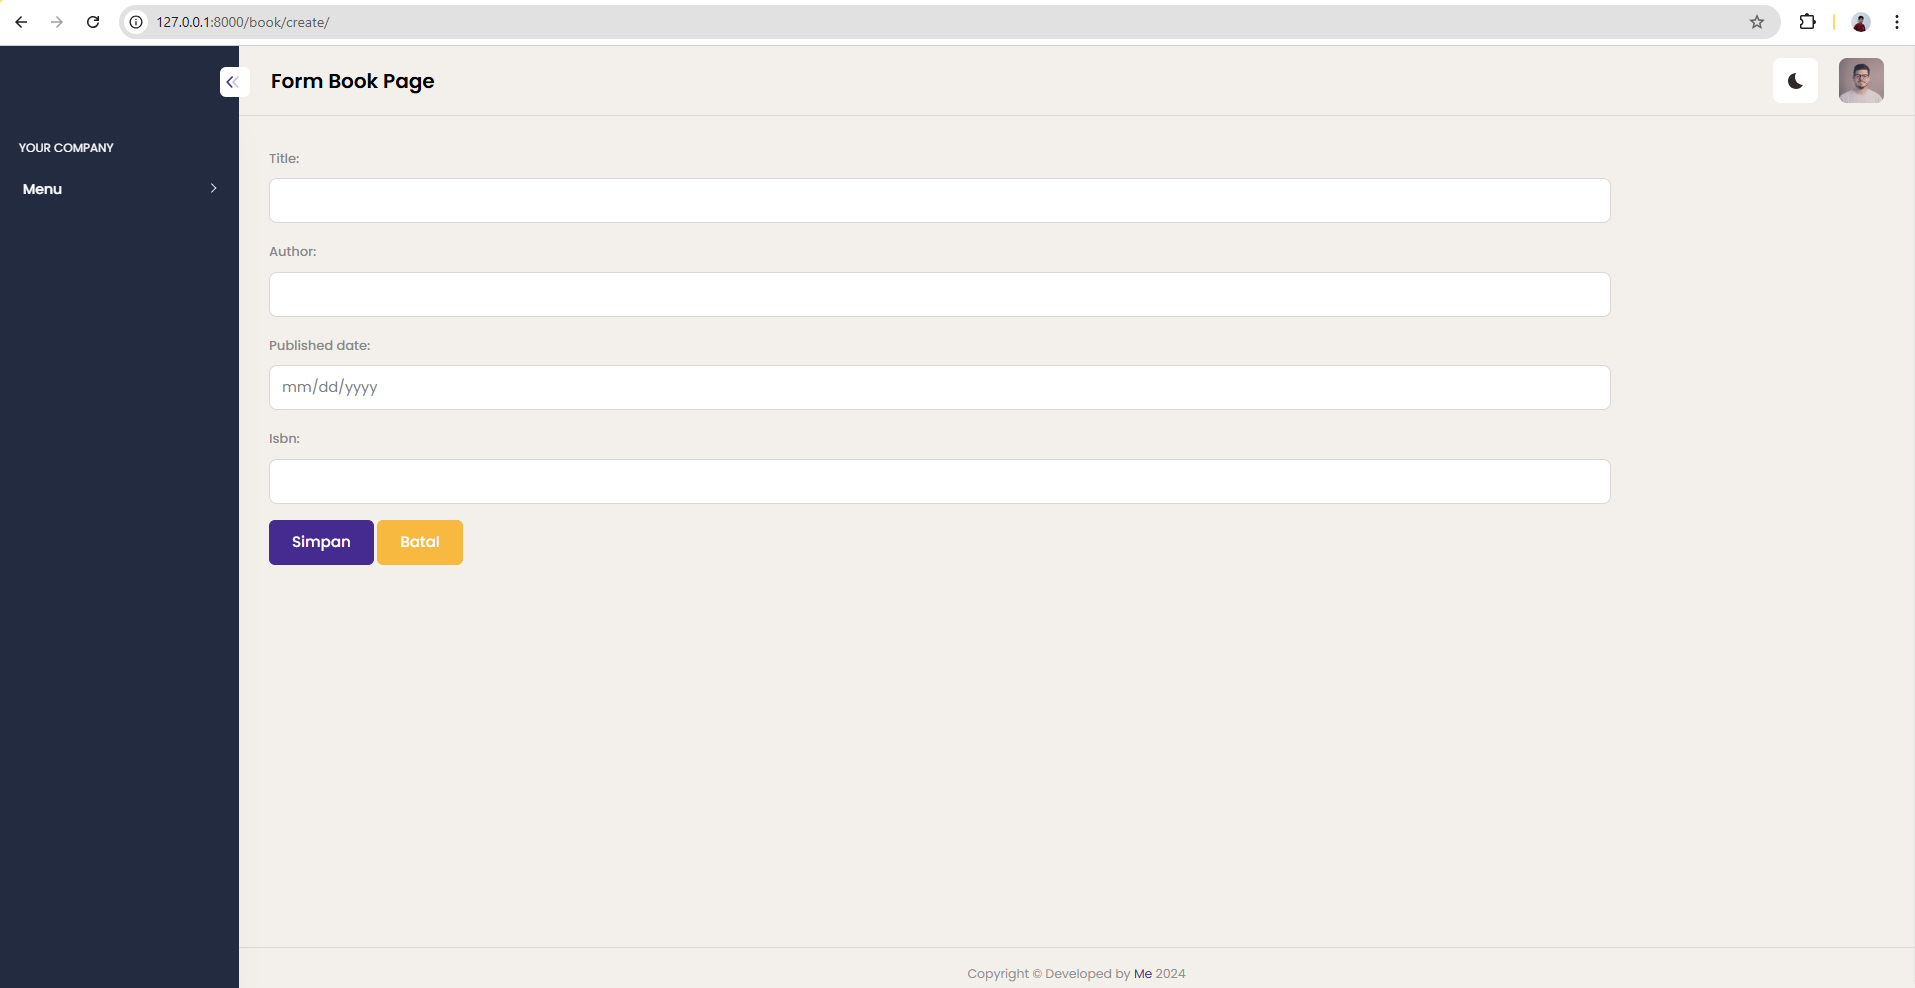 127.0.0.1:8000/book/create/
Form Book Page
YOUR COMPANY
Menu
Title:
Author:
Published date:
mm/dd/yyyy
Isbn:
Simpan Batal
Copyright © Developed by Me 2024